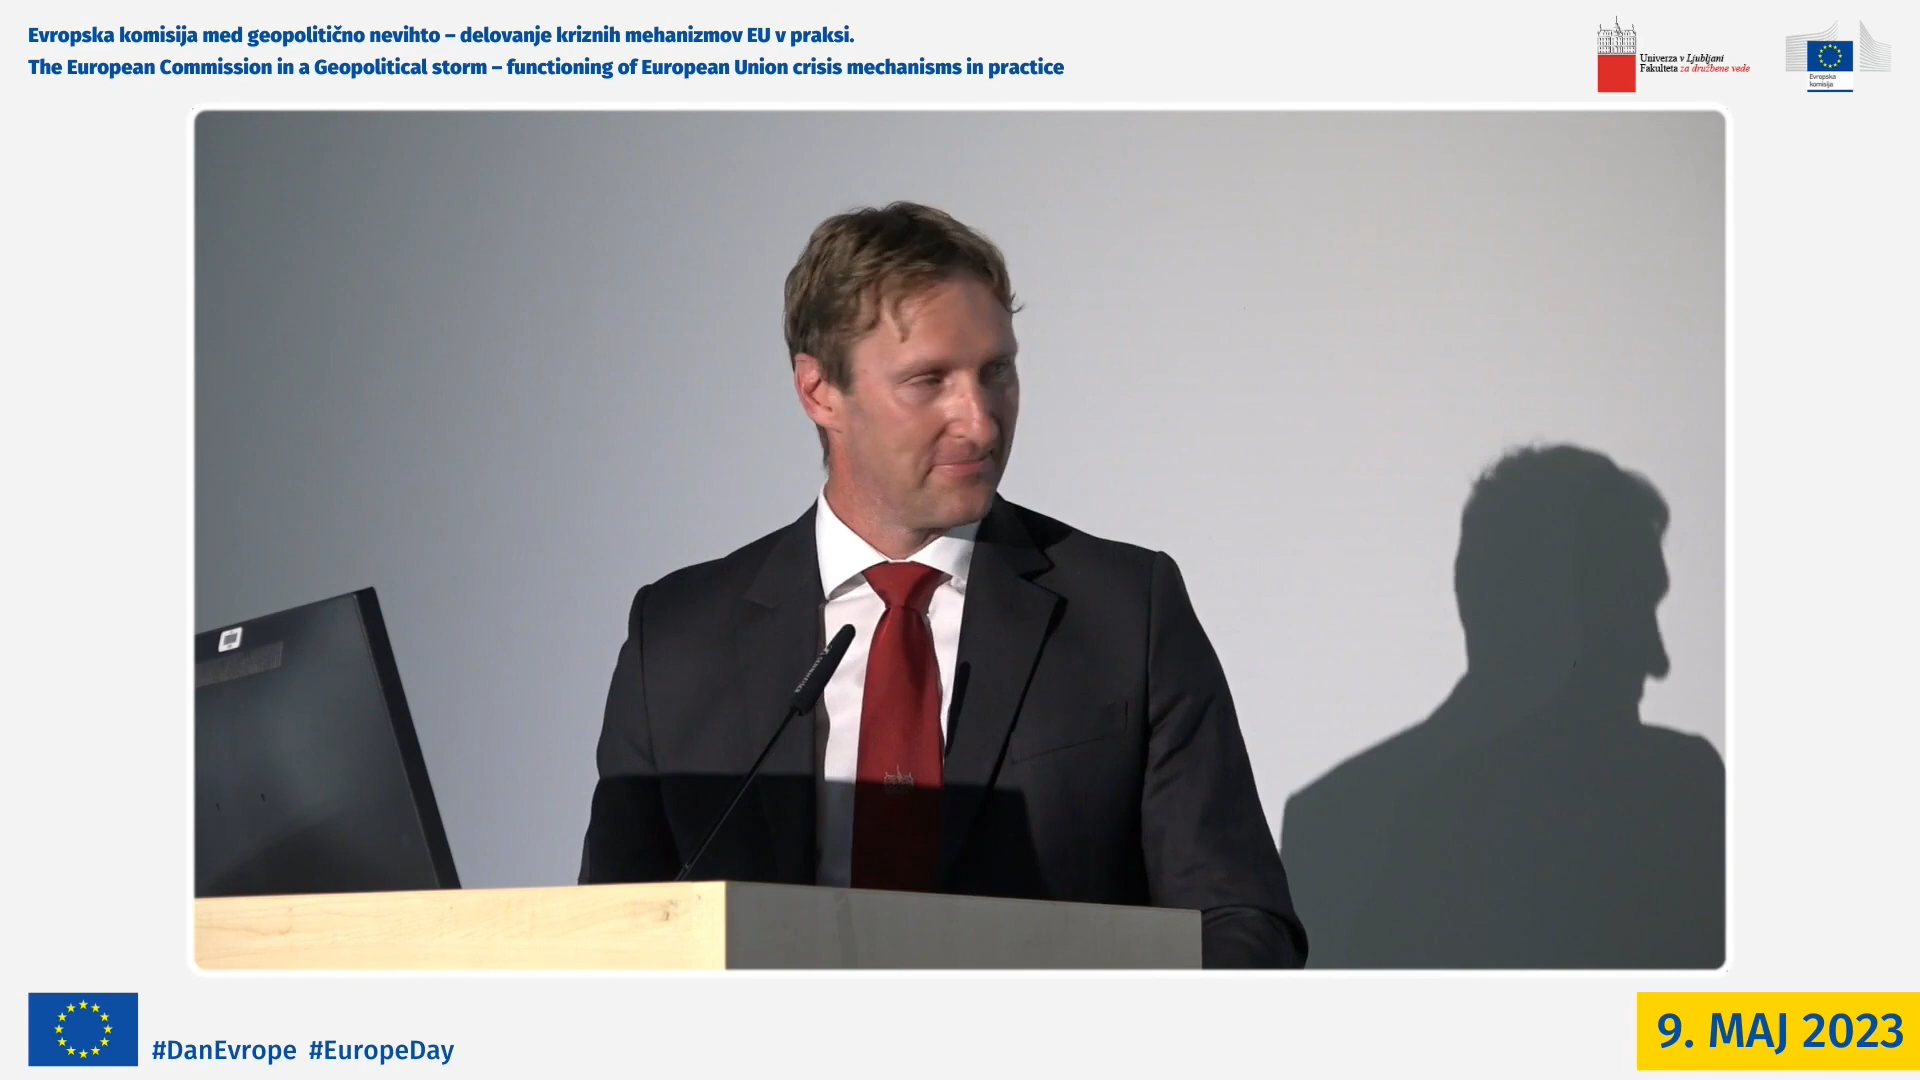 Evropska komisija med geopolitično nevihto – delovanje kriznih mehanizmov EU v praksi.
The European Commission in a Geopolitical storm – functioning of European Union crisis mechanisms in practice
Univerza v Ljubljani
Fakulteta za družbene vede
Evropska
komisija
#DanEvrope #EuropeDay
9. MAJ 2023